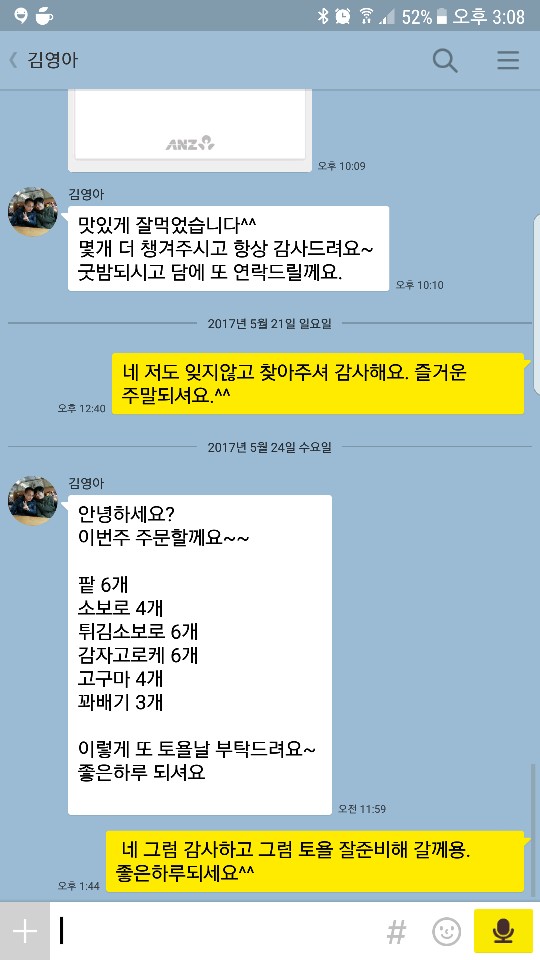 52% 오후 3:08
김영아
ANZ
오후 10:09
김영아
맛있게 잘먹었습니다^^
몇개 더 챙겨주시고 항상 감사드려요~
굿밤되시고 담에 또 연락드릴께요.
오후 10:10
2017년 5월 21일 일요일
네 저도 잊지않고 찾아주셔 감사해요. 즐거운
주말되셔요.^^
오후 12:40
2017년 5월 24일 수요일
김영아
안녕하세요?
이번주 주문할께요~~
팥 6개
소보로 4개
튀김소보로 6개
감자고로케 6개
고구마 4개
꽈배기 3개
이렇게 또 토욜날 부탁드려요~
좋은하루 되셔요
오전 11:59
네 그럼 감사하고 그럼 토욜 잘준비해 갈께용.
좋은하루되세요^^
오후 1:44
#